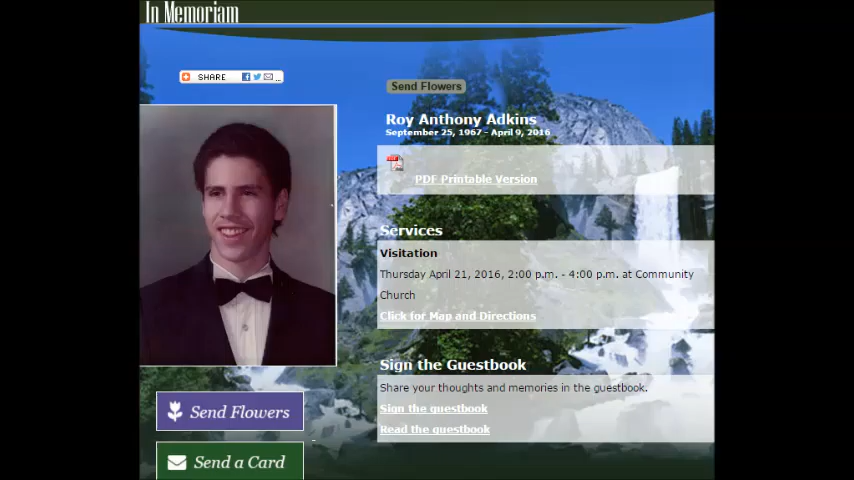 In Memoriam
SHARE ...
Send Flowers
Roy Anthony Adkins
September 25, 1967 - April 9, 2016
PDF Printable Version
Services
Visitation
Thursday April 21, 2016, 2:00 p.m. - 4:00 p.m. at Community
Church
Click for Map and Directions
Sign the Guestbook
Share your thoughts and memories in the guestbook.
Sign the guestbook
Read the guestbook
Send Flowers
Send a Card